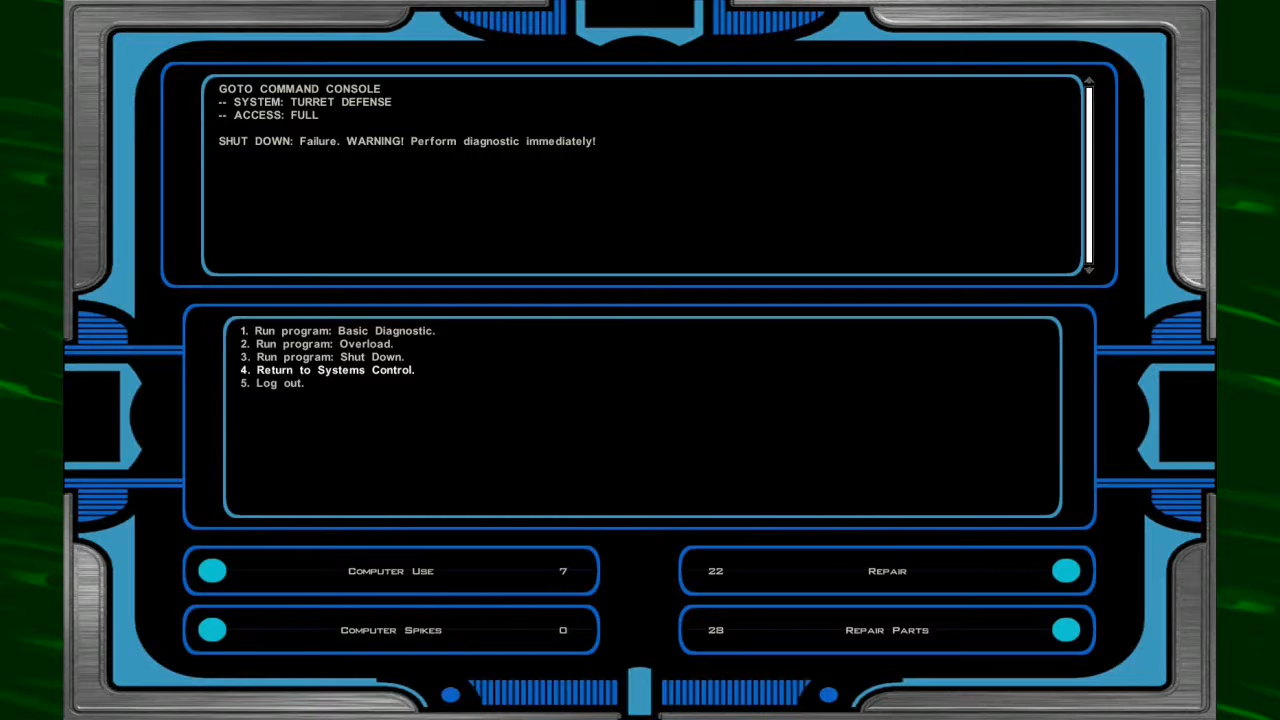 GOTO COMMAND CONSOLE
-- SYSTEM: TURRET DEFENSE
-- ACCESS: FULL
SHUT DOWN: Failure. WARNING! Perform diagnostic immediately!
1. Run program: Basic Diagnostic.
2. Run program: Overload.
3. Run program: Shut Down.
4. Return to Systems Control.
5. Log out.
Computer Use 7
22 Repair
Computer Spikes 0
28 Repair Parts